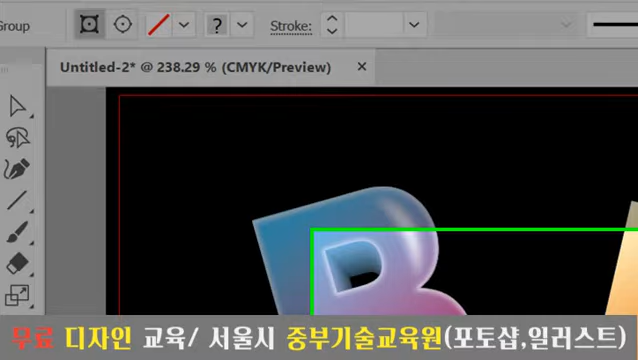 Group
?
Stroke:
Untitled-2* @ 238.29 % (CMYK/Preview) ×
B
무료 디자인 교육/ 서울시 중부기술교육원(포토샵,일러스트)